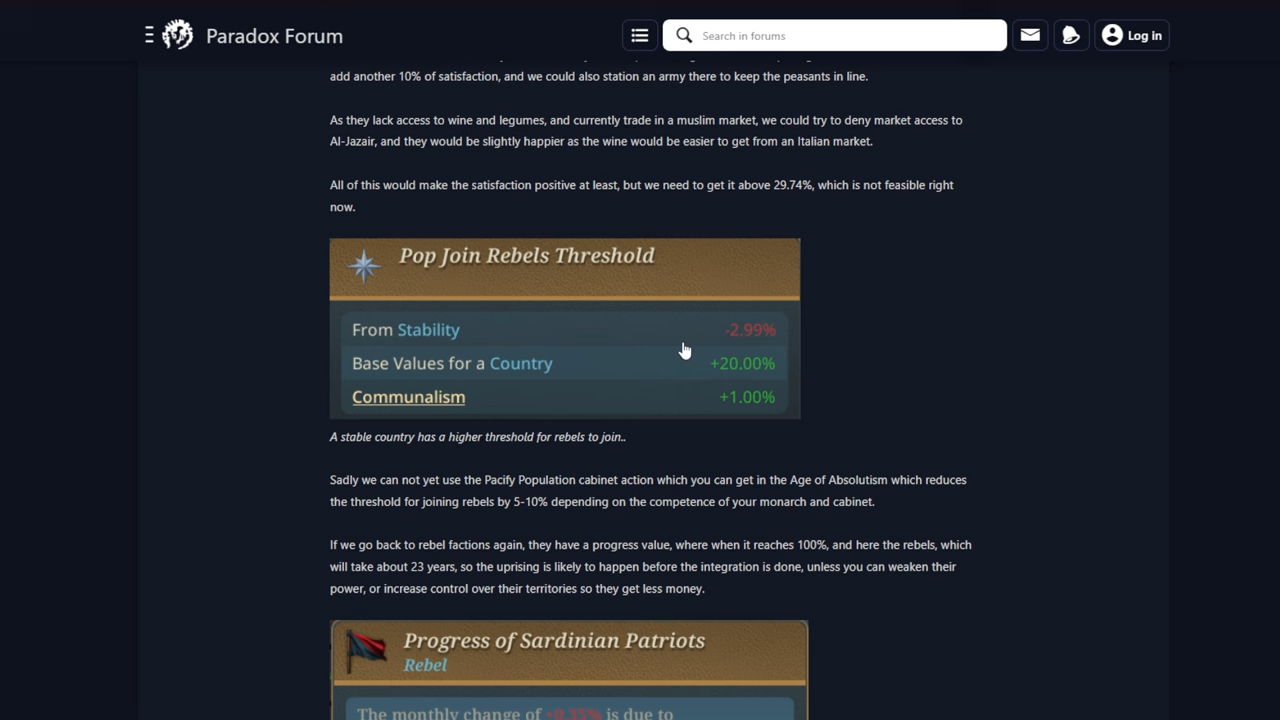 Paradox Forum
Search in forums
Log in
add another 10% of satisfaction, and we could also station an army there to keep the peasants in line.
As they lack access to wine and legumes, and currently trade in a muslim market, we could try to deny market access to
Al-Jazair, and they would be slightly happier as the wine would be easier to get from an Italian market.
All of this would make the satisfaction positive at least, but we need to get it above 29.74%, which is not feasible right
now.
Pop Join Rebels Threshold
From Stability -2.99%
Base Values for a Country +20.00%
Communalism +1.00%
A stable country has a higher threshold for rebels to join..
Sadly we can not yet use the Pacify Population cabinet action which you can get in the Age of Absolutism which reduces
the threshold for joining rebels by 5-10% depending on the competence of your monarch and cabinet.
If we go back to rebel factions again, they have a progress value, where when it reaches 100%, and here the rebels, which
will take about 23 years, so the uprising is likely to happen before the integration is done, unless you can weaken their
power, or increase control over their territories so they get less money.
Progress of Sardinian Patriots
Rebel
The monthly change of +0.35% is due to